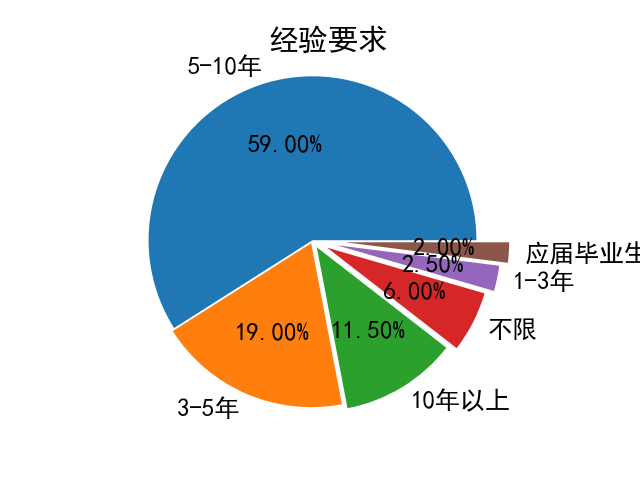 经验要求
5-10年
59.00%
2.00%
应届毕业生
2.50%
1-3年
6.00%
不限
19.00%
11.50%
3-5年
10年以上